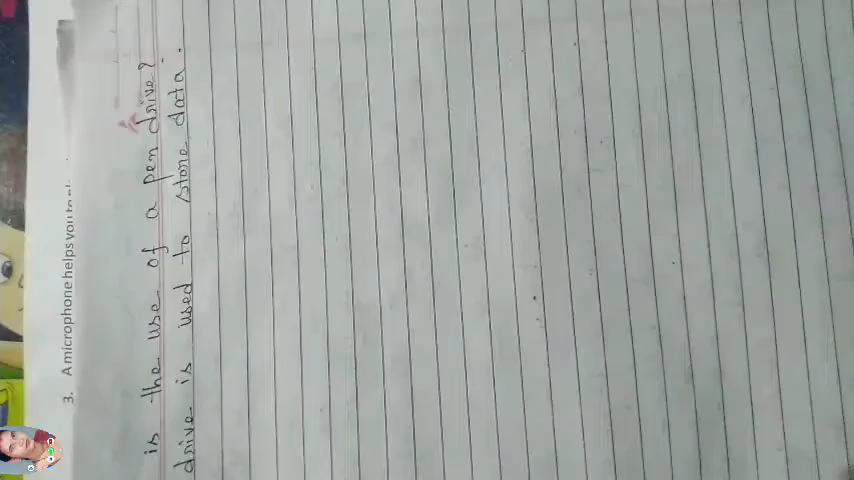 3. A microphone helps you to
is the use of a pen drive?
drive is used to store data.